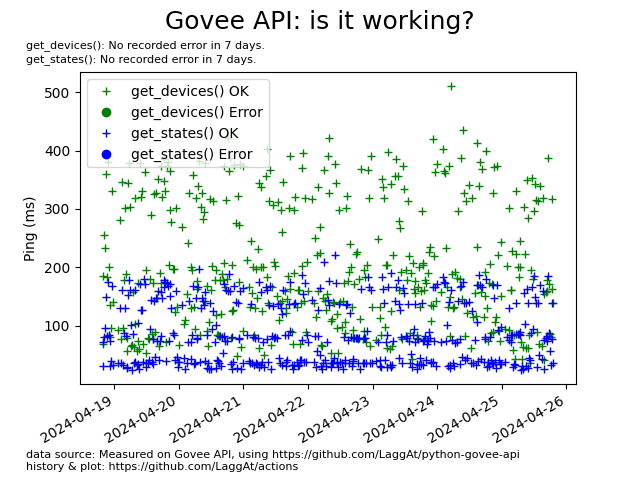 Govee API: is it working?
get_devices(): No recorded error in 7 days.
get_states(): No recorded error in 7 days.
get_devices() OK
get_devices() Error
get_states() OK
get_states() Error
Ping (ms)
500
400
300
200
100
2024-04-19
2024-04-20
2024-04-21
2024-04-22
2024-04-23
2024-04-24
2024-04-25
2024-04-26
data source: Measured on Govee API, using https://github.com/LaggAt/python-govee-api
history & plot: https://github.com/LaggAt/actions